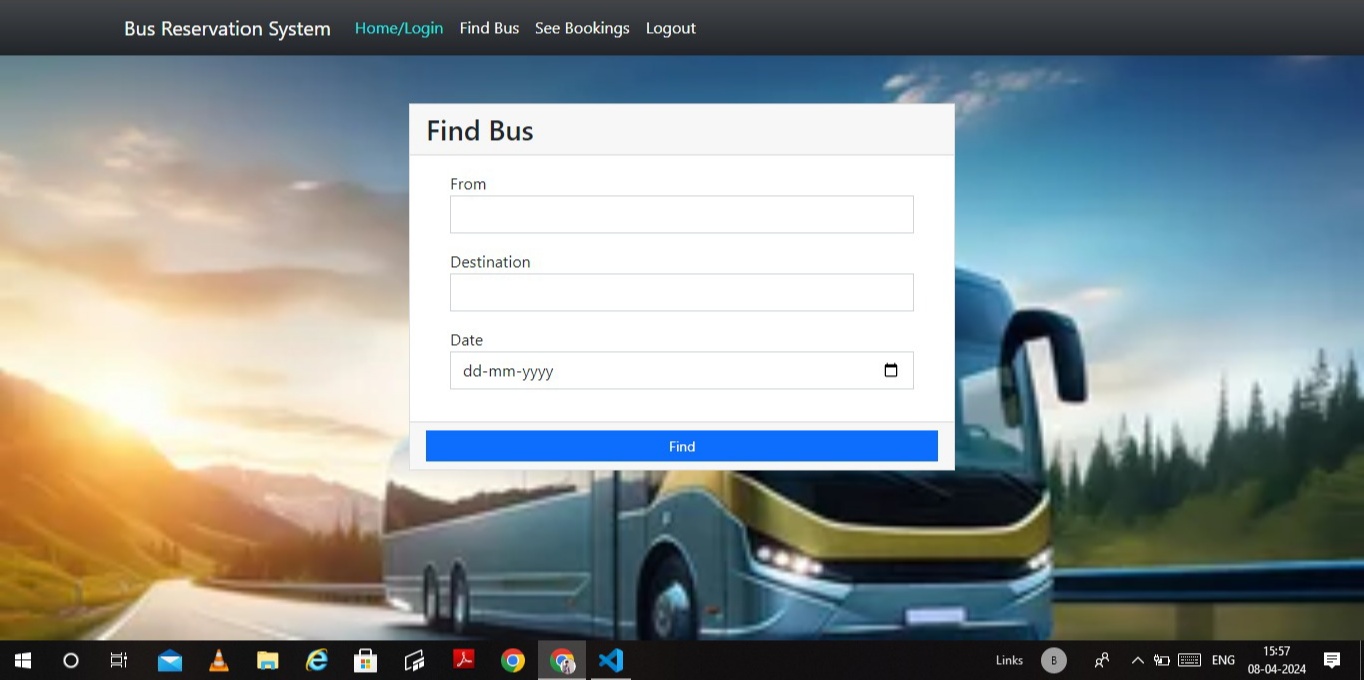 Bus Reservation System Home/Login Find Bus See Bookings Logout
Find Bus
From
Destination
Date
dd-mm-yyyy
Find
Links B ENG 15:57
08-04-2024